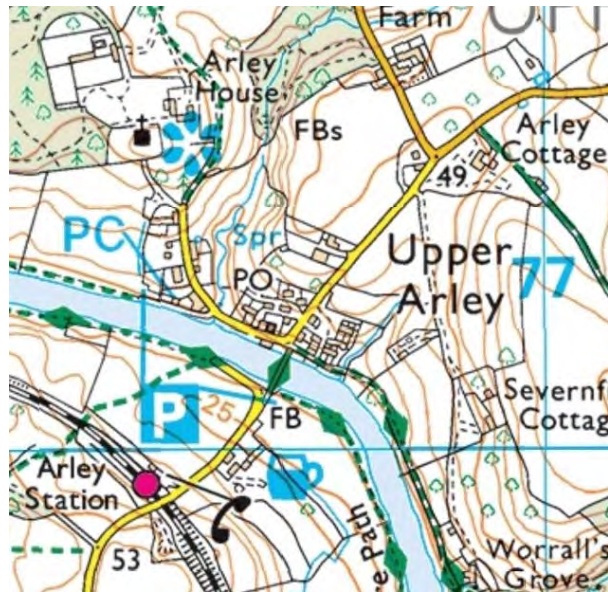 Farm
Arley
House
FBs
Arley
Cottage
49
PC
Spr
Upper
Arley
77
PO
P
25
FB
Severnf
Cottag
Arley
Station
53
e Path
Worrall's
Grove